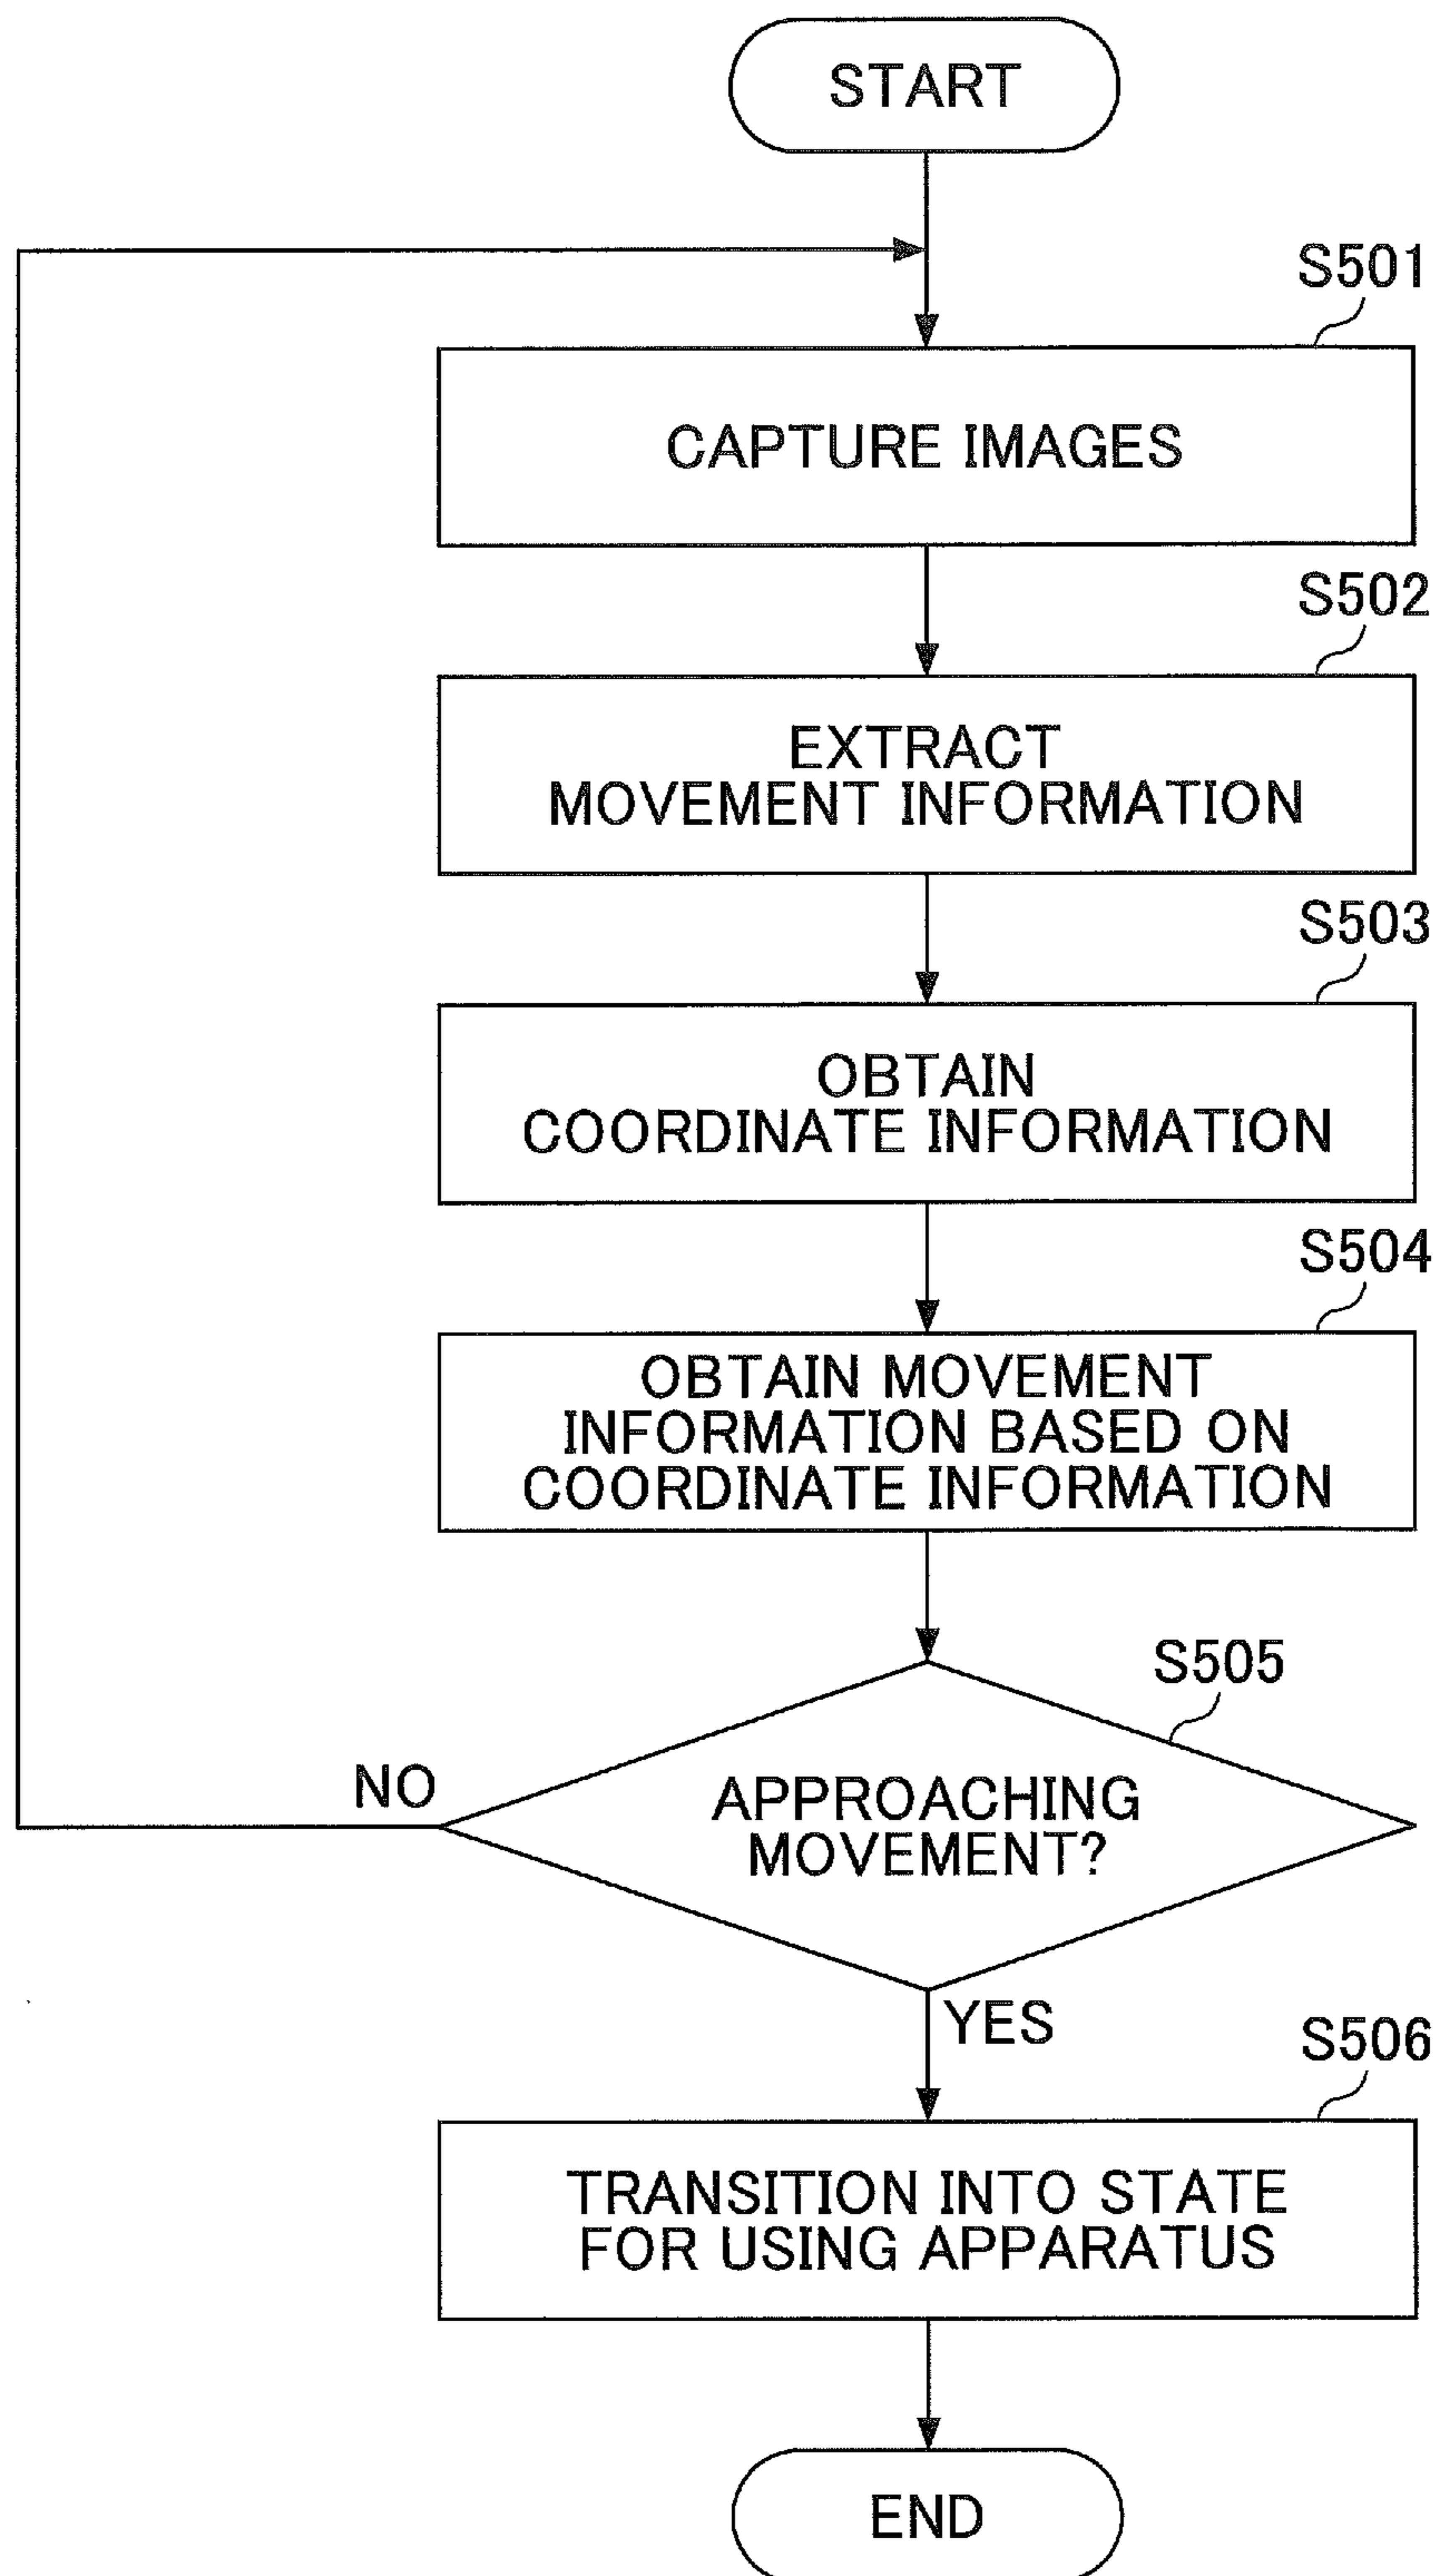 START
S501
CAPTURE IMAGES
S502
EXTRACT
MOVEMENT INFORMATION
S503
OBTAIN
COORDINATE INFORMATION
S504
OBTAIN MOVEMENT
INFORMATION BASED ON
COORDINATE INFORMATION
S505
NO
APPROACHING
MOVEMENT?
YES
S506
TRANSITION INTO STATE
FOR USING APPARATUS
END